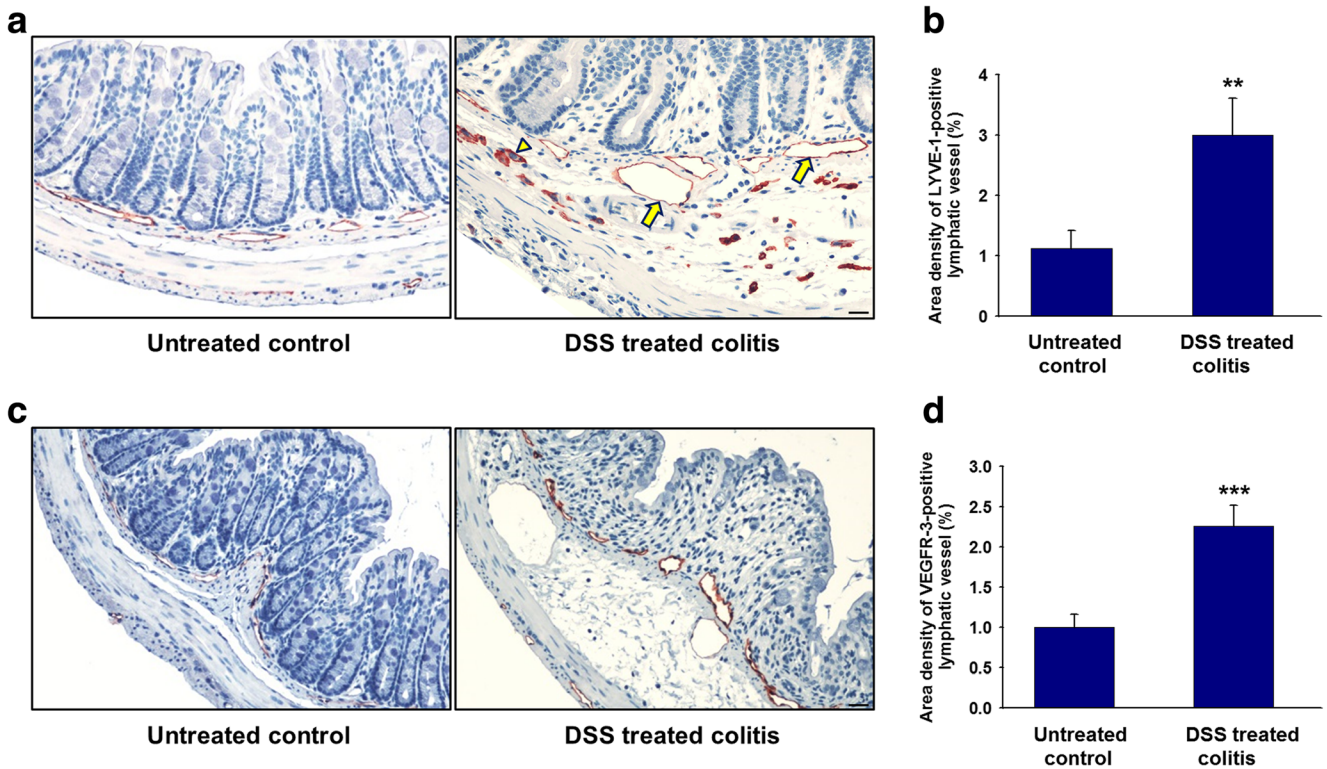 a
Untreated control
DSS treated colitis
b
Area density of LYVE-1-positive
lymphatic vessel (%)
4
3
2
1
0
**
Untreated
control
DSS treated
colitis
c
Untreated control
DSS treated colitis
d
Area density of VEGFR-3-positive
lymphatic vessel (%)
3.0
2.5
2.0
1.5
1.0
0.5
0.0
***
Untreated
control
DSS treated
colitis